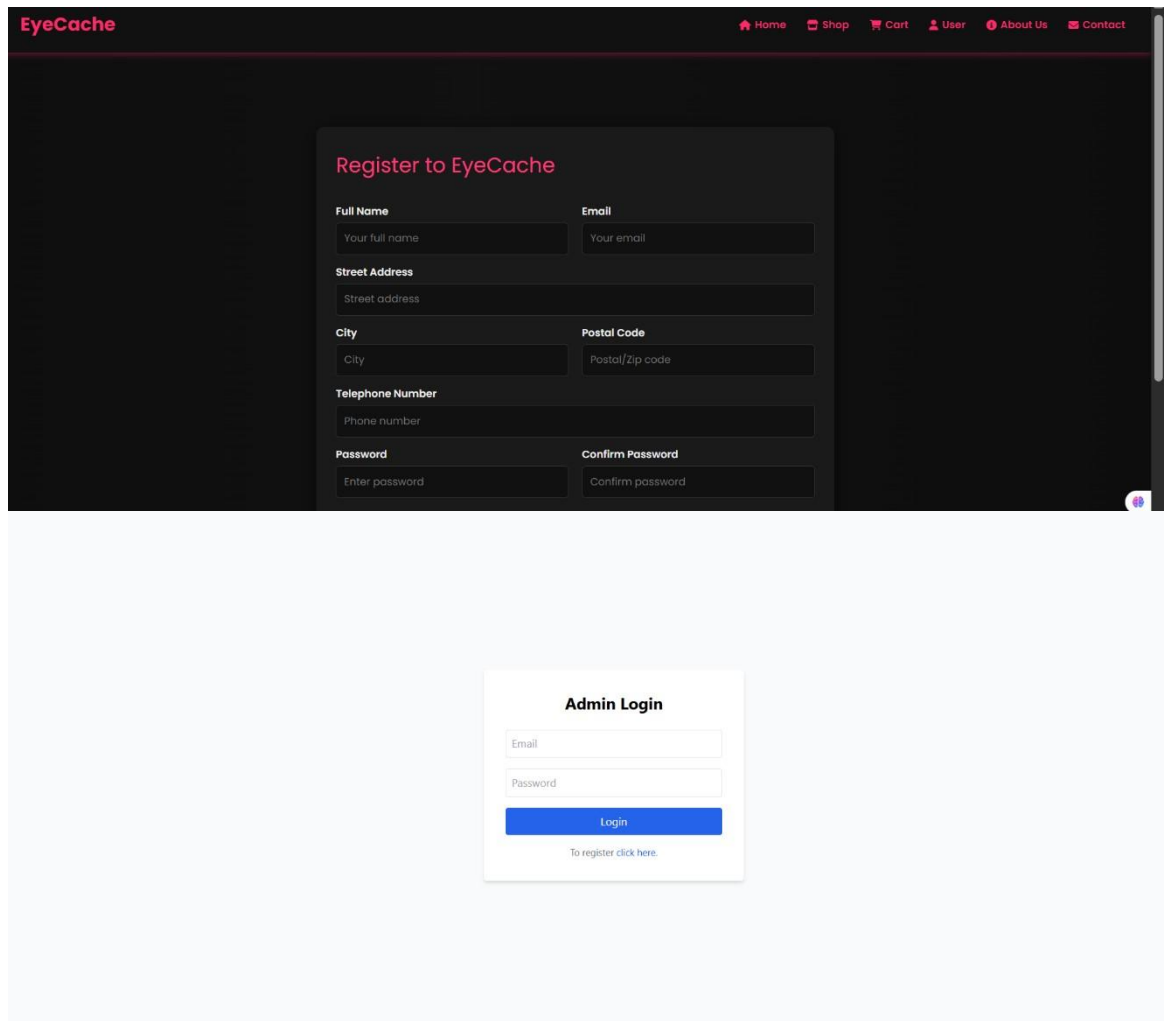 EyeCache
Home Shop Cart User About Us Contact
Register to EyeCache
Full Name Email
Your full name Your email
Street Address
Street address
City Postal Code
City Postal/Zip code
Telephone Number
Phone number
Password Confirm Password
Enter password Confirm password
Admin Login
Email
Password
Login
To register click here.